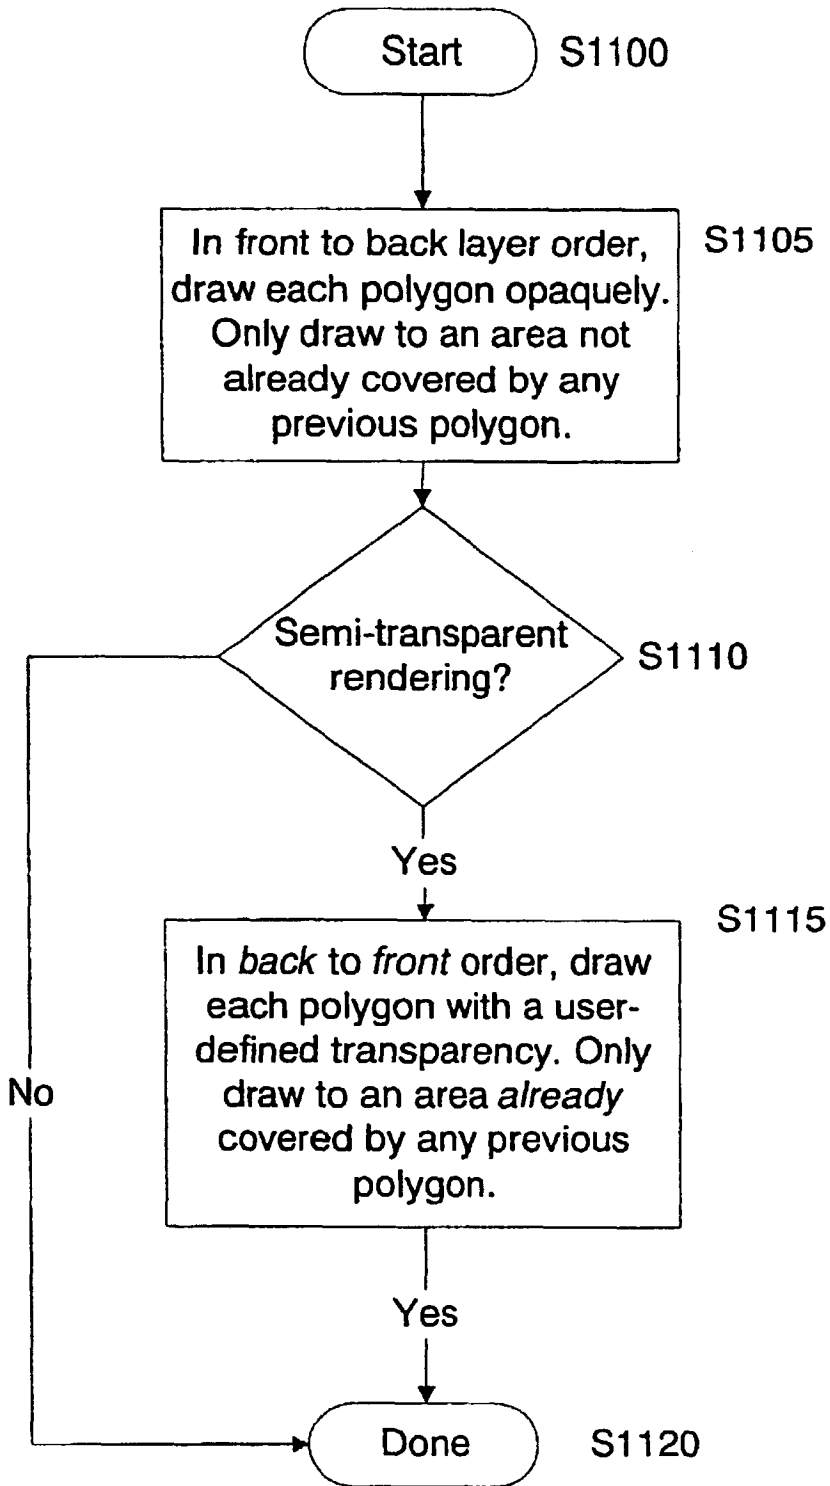 Start
S1100
In front to back layer order,
draw each polygon opaquely.
Only draw to an area not
already covered by any
previous polygon.
S1105
Semi-transparent
rendering?
S1110
Yes
S1115
In back to front order, draw
each polygon with a user-
defined transparency. Only
draw to an area already
covered by any previous
polygon.
No
Yes
Done
S1120